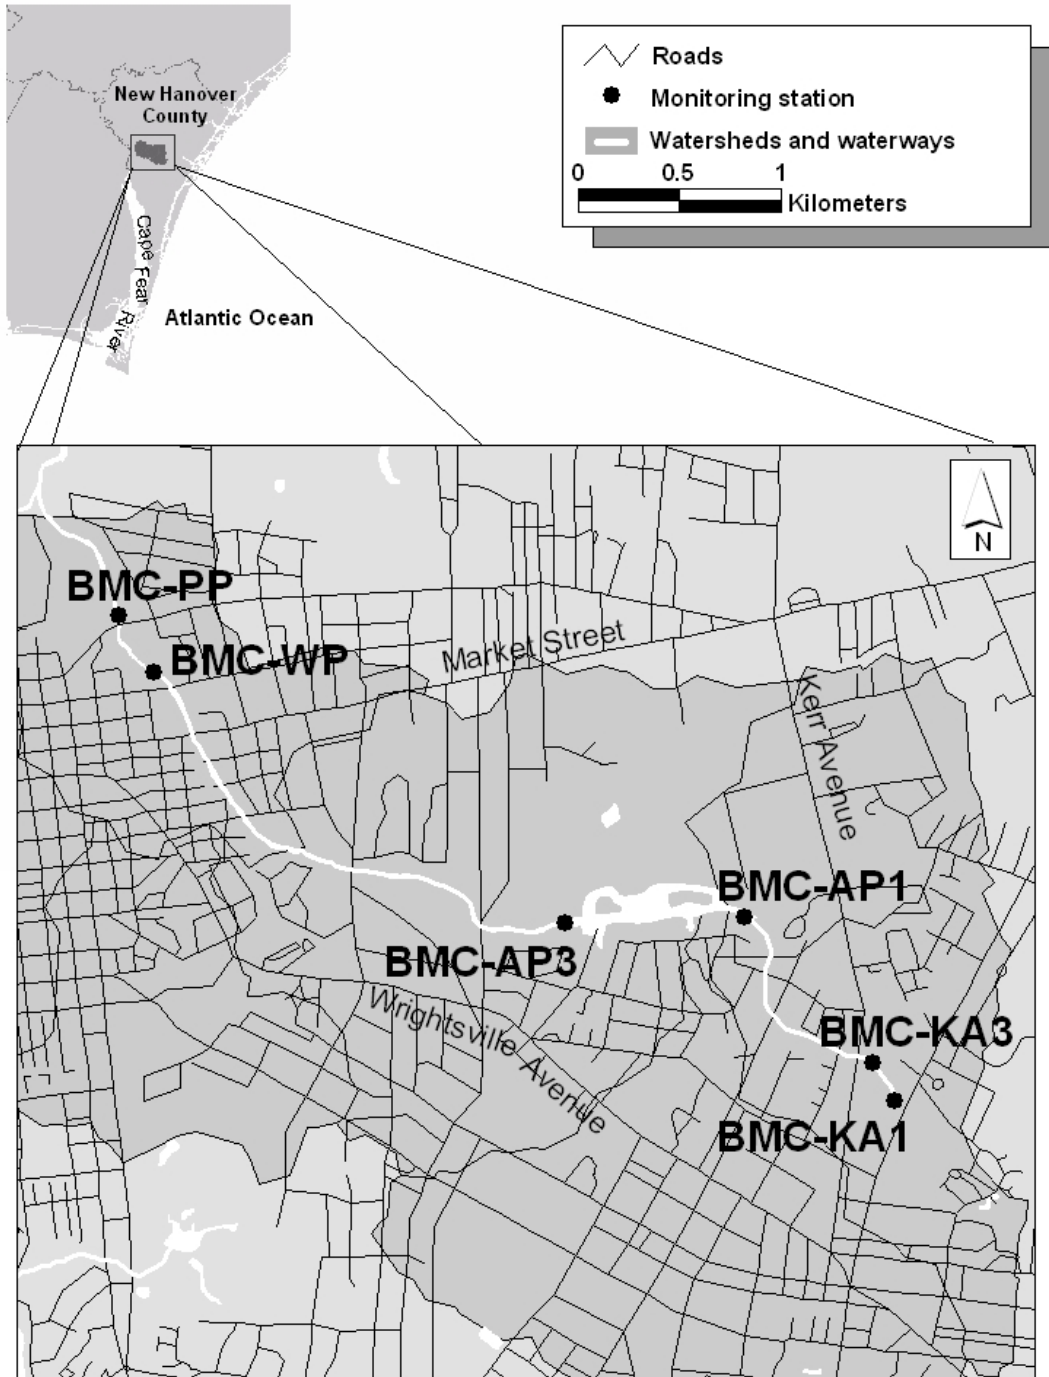 New Hanover
County
Cape Fear River
Atlantic Ocean
Roads
Monitoring station
Watersheds and waterways
0 0.5 1
Kilometers
N
BMC-PP
BMC-WP
Market Street
Kerr Avenue
BMC-AP1
BMC-AP3
Wrightsville Avenue
BMC-KA3
BMC-KA1